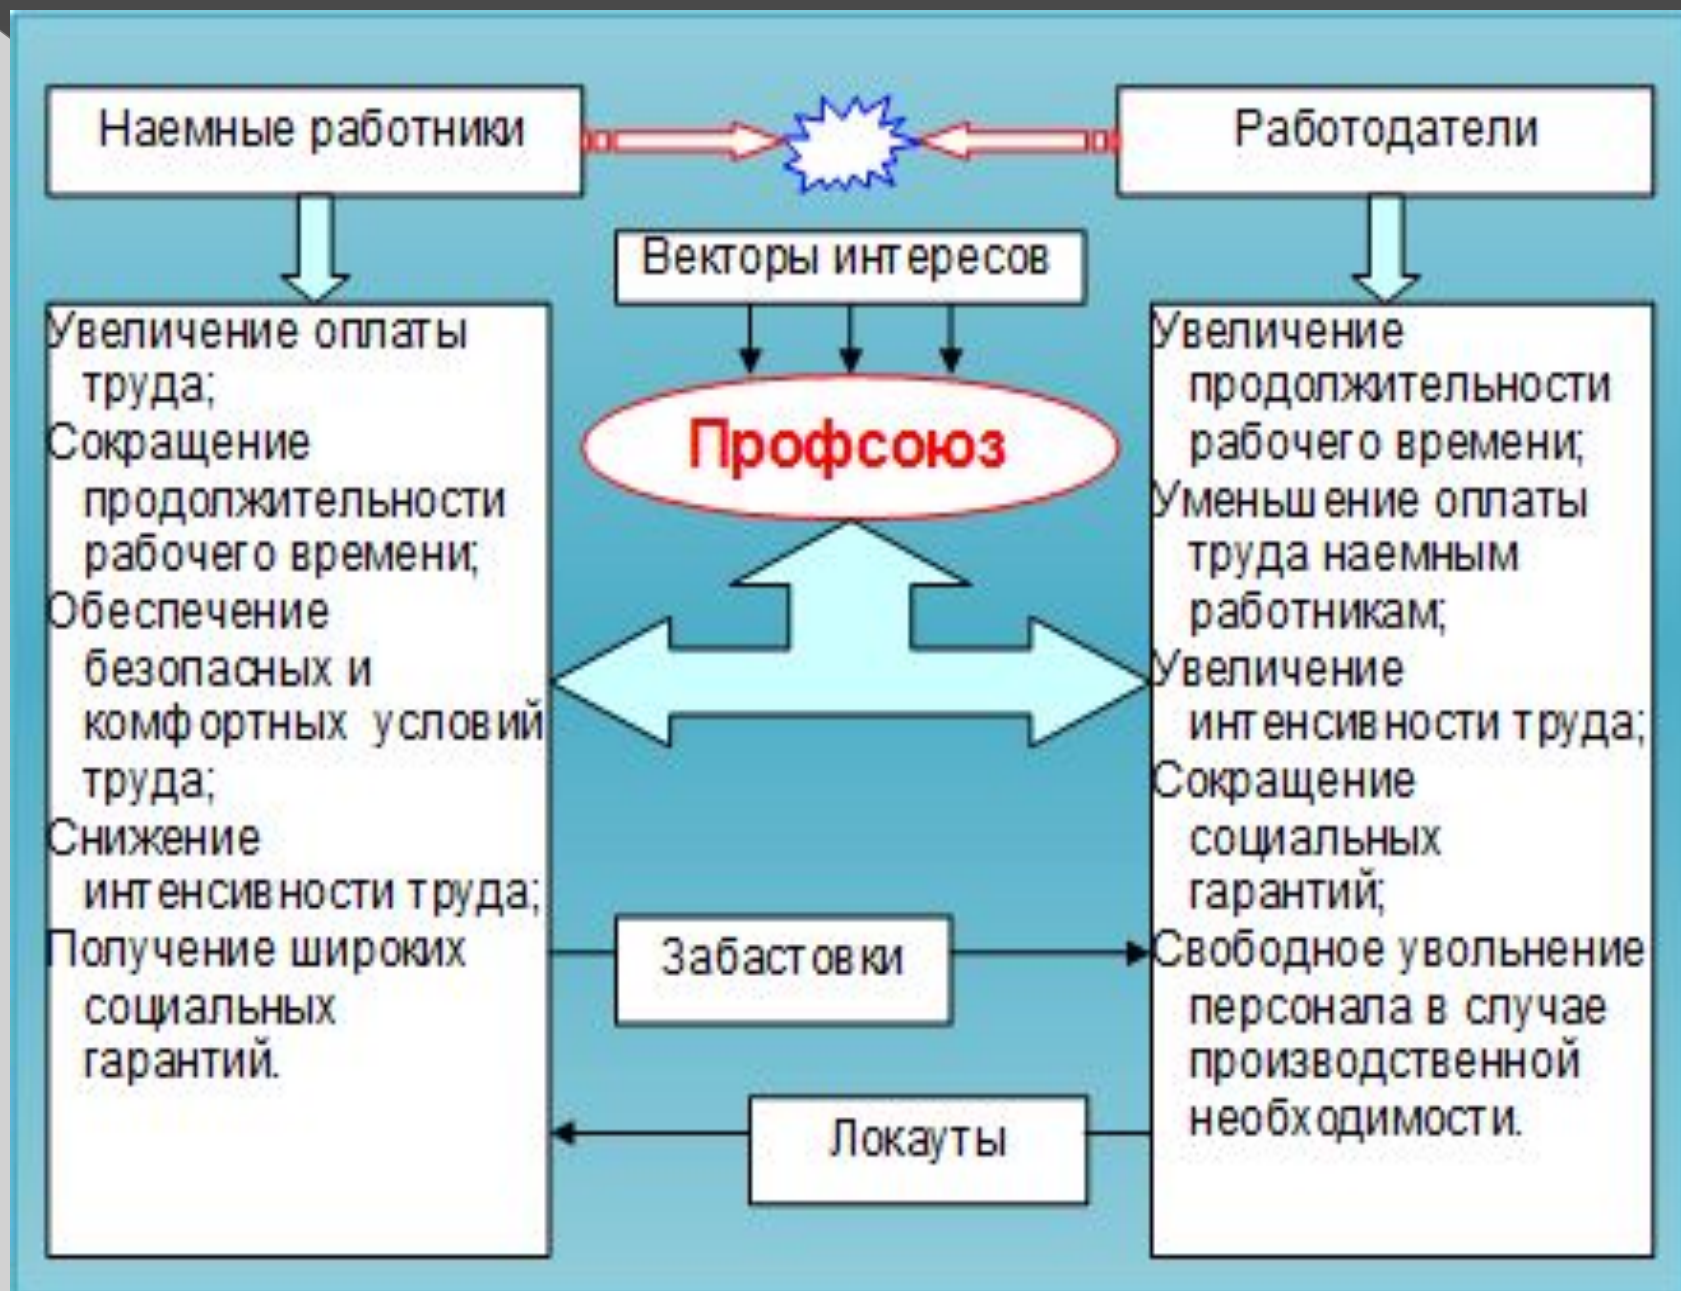 Наемные работники
Работодатели
Векторы интересов
Профсоюз
Увеличение оплаты
труда;
Сокращение
продолжительности
рабочего времени;
Обеспечение
безопасных и
комфортных условий
труда;
Снижение
интенсивности труда;
Получение широких
социальных
гарантий.
Увеличение
продолжительности
рабочего времени;
Уменьшение оплаты
труда наемным
работникам;
Увеличение
интенсивности труда;
Сокращение
социальных
гарантий;
Свободное увольнение
персонала в случае
производственной
необходимости.
Забастовки
Локауты